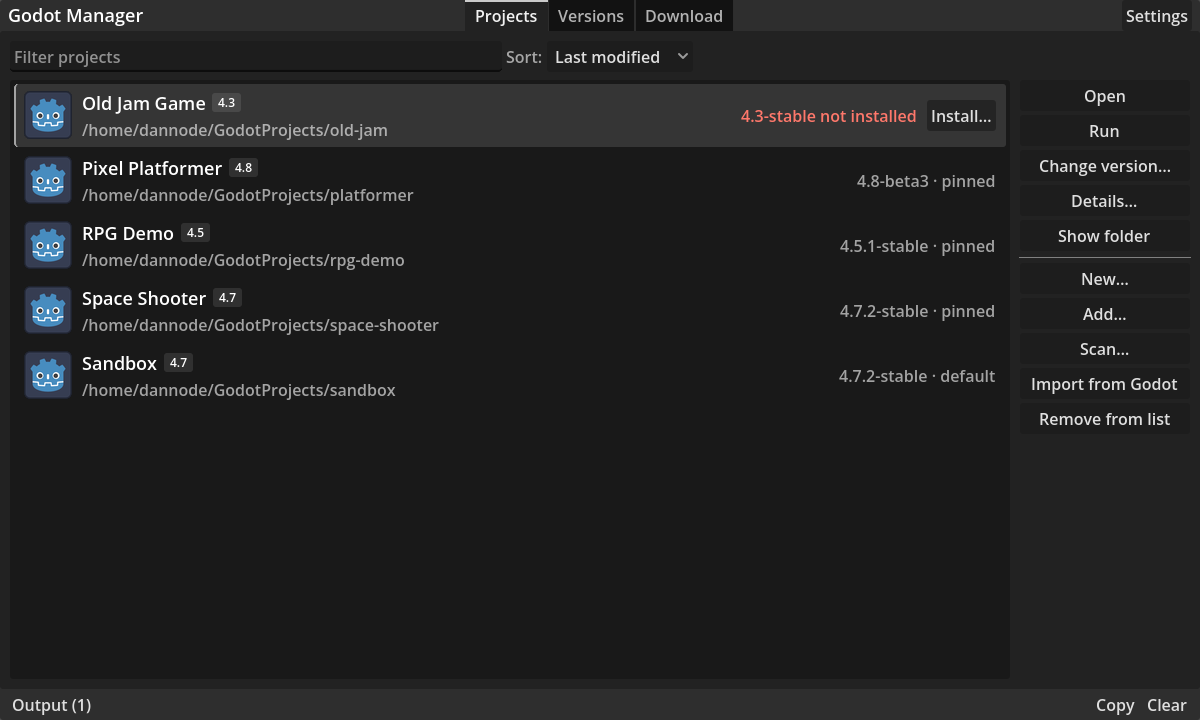 Godot Manager
Projects
Versions
Download
Settings
Filter projects
Sort:
Last modified
Old Jam Game 4.3
/home/dannode/GodotProjects/old-jam
4.3-stable not installed
Install...
Pixel Platformer 4.8
/home/dannode/GodotProjects/platformer
4.8-beta3 · pinned
RPG Demo 4.5
/home/dannode/GodotProjects/rpg-demo
4.5.1-stable · pinned
Space Shooter 4.7
/home/dannode/GodotProjects/space-shooter
4.7.2-stable · pinned
Sandbox 4.7
/home/dannode/GodotProjects/sandbox
4.7.2-stable · default
Open
Run
Change version...
Details...
Show folder
New...
Add...
Scan...
Import from Godot
Remove from list
Output (1)
Copy
Clear